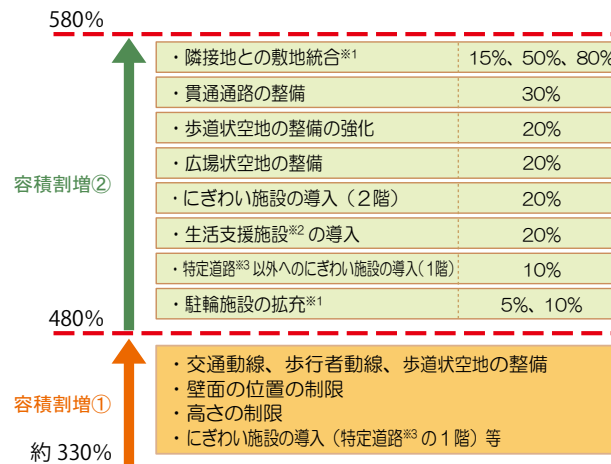 580%
・隣接地との敷地統合※1 15%、50%、80%
・貫通通路の整備 30%
・歩道状空地の整備の強化 20%
・広場状空地の整備 20%
容積割増②
・にぎわい施設の導入（2階） 20%
・生活支援施設※2 の導入 20%
・特定道路※3 以外へのにぎわい施設の導入（1階） 10%
・駐輪施設の拡充※1 5%、10%
480%
・交通動線、歩行者動線、歩道状空地の整備
・壁面の位置の制限
容積割増①
・高さの制限
・にぎわい施設の導入（特定道路※3 の1階）等
約 330%